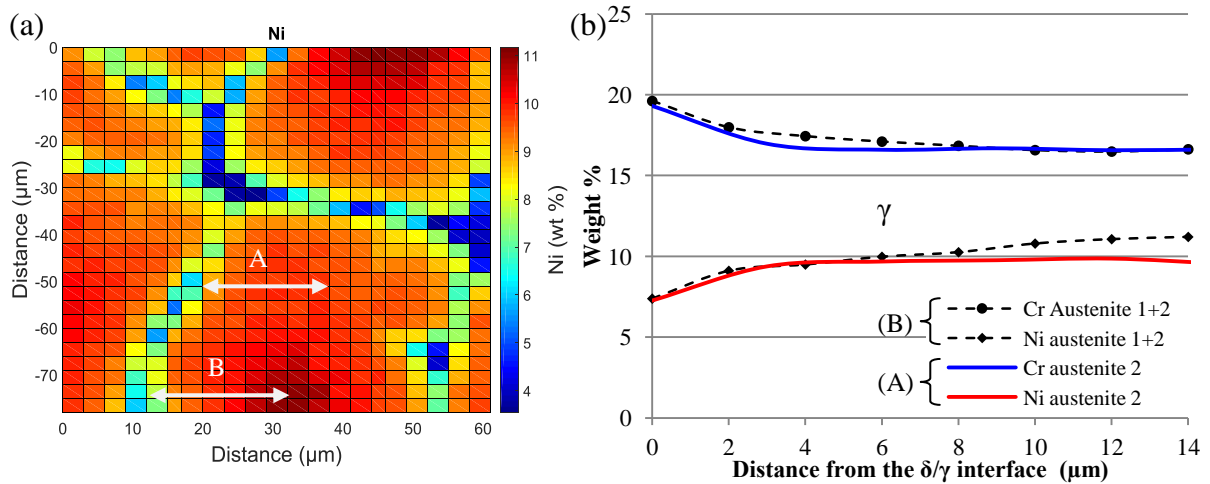 (a)
Ni
0
-10
-20
-30
-40
-50
-60
-70
Distance (μm)
0 10 20 30 40 50 60
Distance (μm)
A
B
11
10
9
8
7
6
5
4
Ni (wt %)
(b)
25
20
15
10
5
0
Weight %
γ
(B)
Cr Austenite 1+2
Ni austenite 1+2
(A)
Cr austenite 2
Ni austenite 2
0 2 4 6 8 10 12 14
Distance from the δ/γ interface (μm)